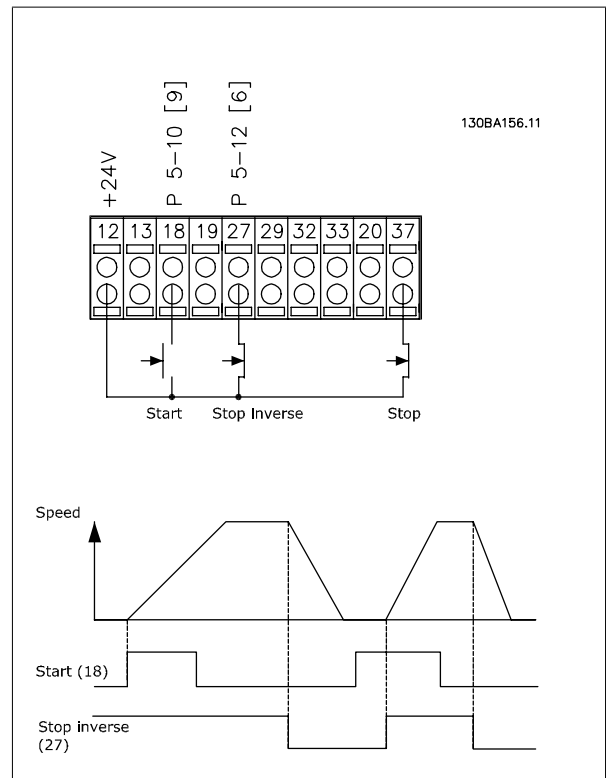 +24V
P 5-10 [9]
P 5-12 [6]
130BA156.11
12 13 18 19 27 29 32 33 20 37
Start Stop Inverse Stop
Speed
Start (18)
Stop inverse
(27)